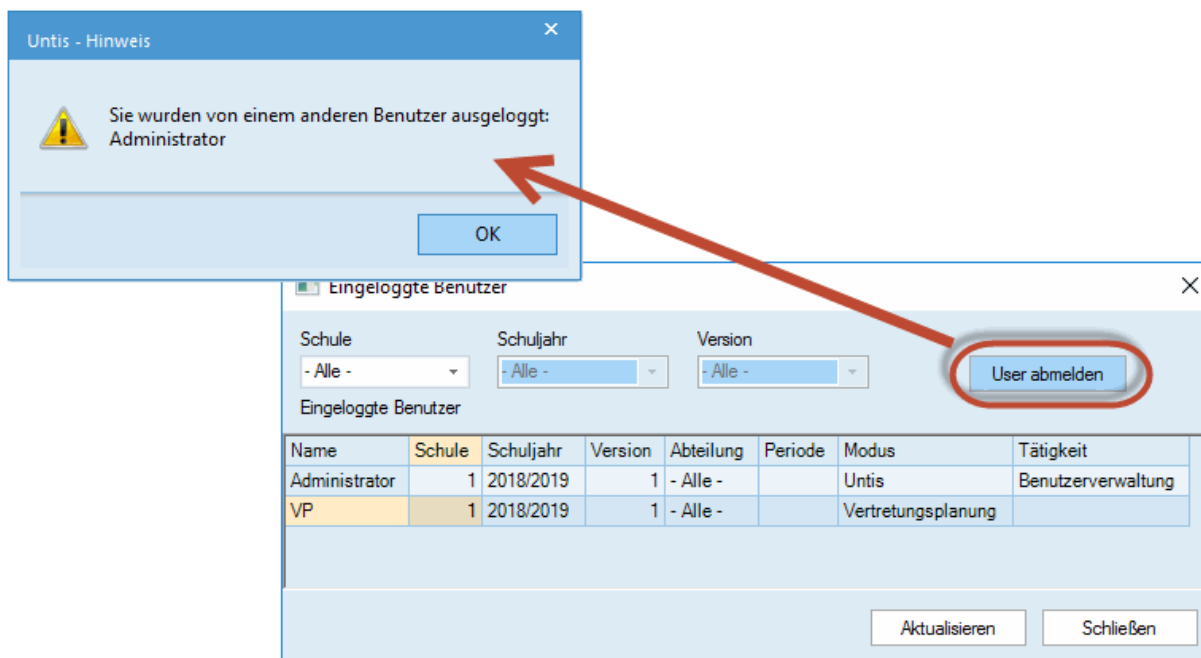 Untis - Hinweis
Sie wurden von einem anderen Benutzer ausgeloggt:
Administrator
OK
Eingeloggte Benutzer
Schule Schuljahr Version
- Alle - - Alle - - Alle - User abmelden
Eingeloggte Benutzer
Name Schule Schuljahr Version Abteilung Periode Modus Tätigkeit
Administrator 1 2018/2019 1 - Alle - Untis Benutzerverwaltung
VP 1 2018/2019 1 - Alle - Vertretungsplanung
Aktualisieren Schließen